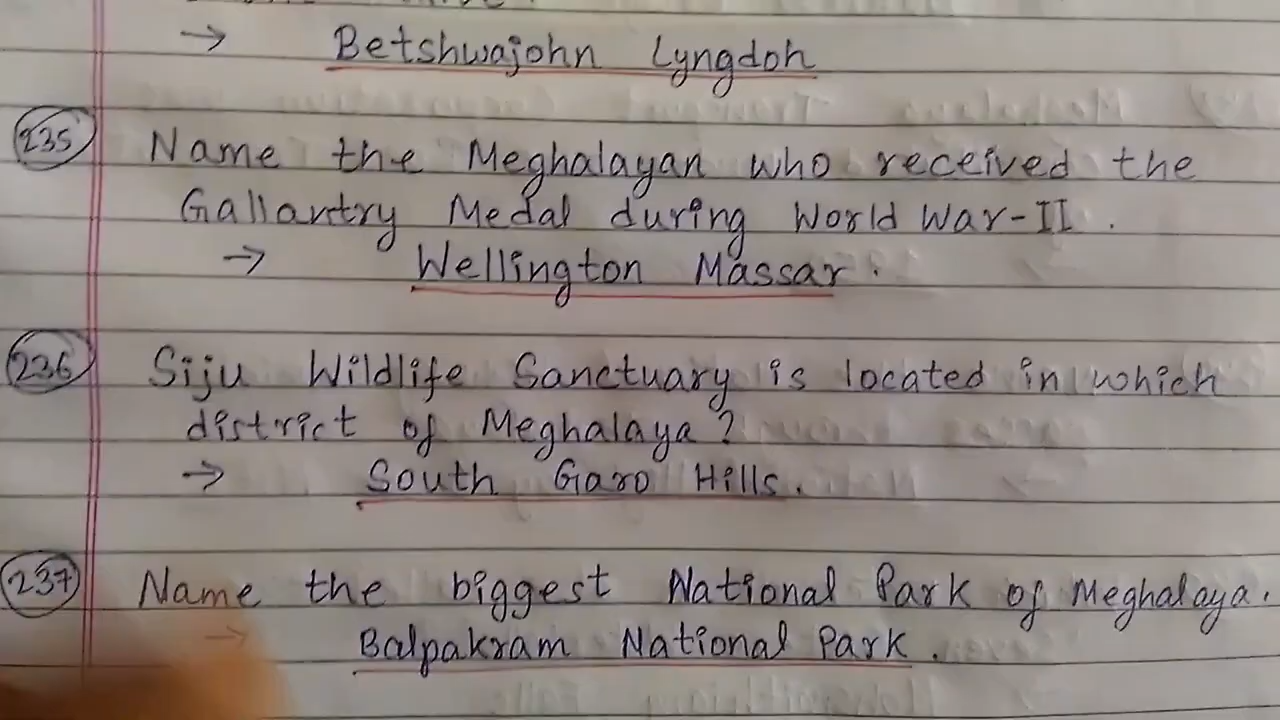 → Betshwajohn Lyngdoh
235 Name the Meghalayan who received the
Gallantry Medal during World War-II.
→ Wellington Massar.
236 Siju Wildlife Sanctuary is located in which
district of Meghalaya?
→ South Garo Hills.
237 Name the biggest National Park of Meghalaya.
→ Balpakram National Park.